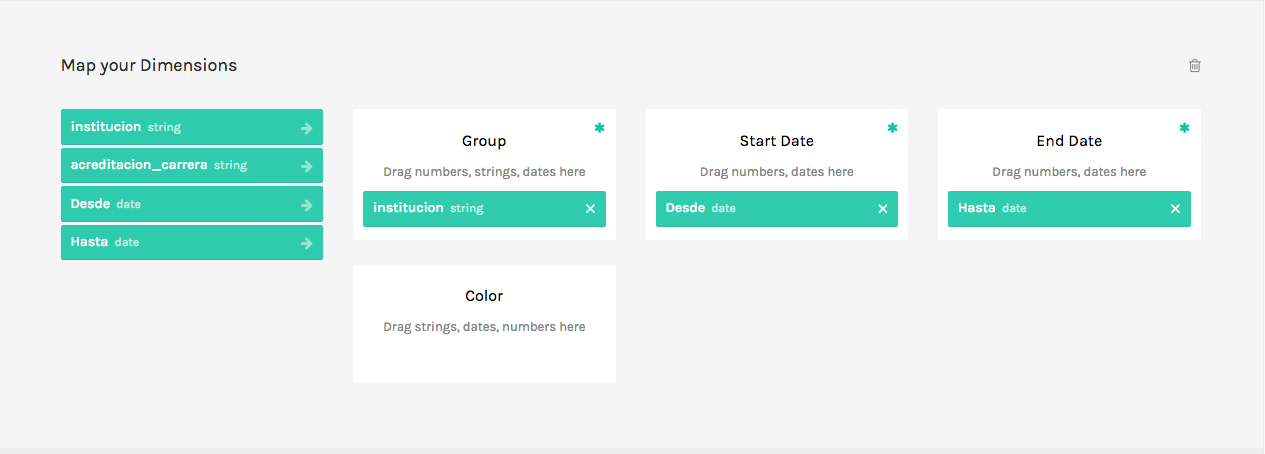 Map your Dimensions
institucion string
acreditacion_carrera string
Desde date
Hasta date
Group
Drag numbers, strings, dates here
institucion string
Start Date
Drag numbers, dates here
Desde date
End Date
Drag numbers, dates here
Hasta date
Color
Drag strings, dates, numbers here